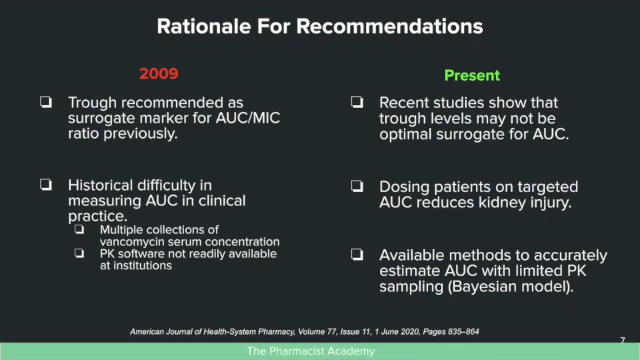 Rationale For Recommendations
2009
Trough recommended as
surrogate marker for AUC/MIC
ratio previously.
Historical difficulty in
measuring AUC in clinical
practice.
Multiple collections of
vancomycin serum concentration
PK software not readily available
at institutions
Present
Recent studies show that
trough levels may not be
optimal surrogate for AUC.
Dosing patients on targeted
AUC reduces kidney injury.
Available methods to accurately
estimate AUC with limited PK
sampling (Bayesian model).
American Journal of Health-System Pharmacy, Volume 77, Issue 11, 1 June 2020, Pages 835–864
7
The Pharmacist Academy